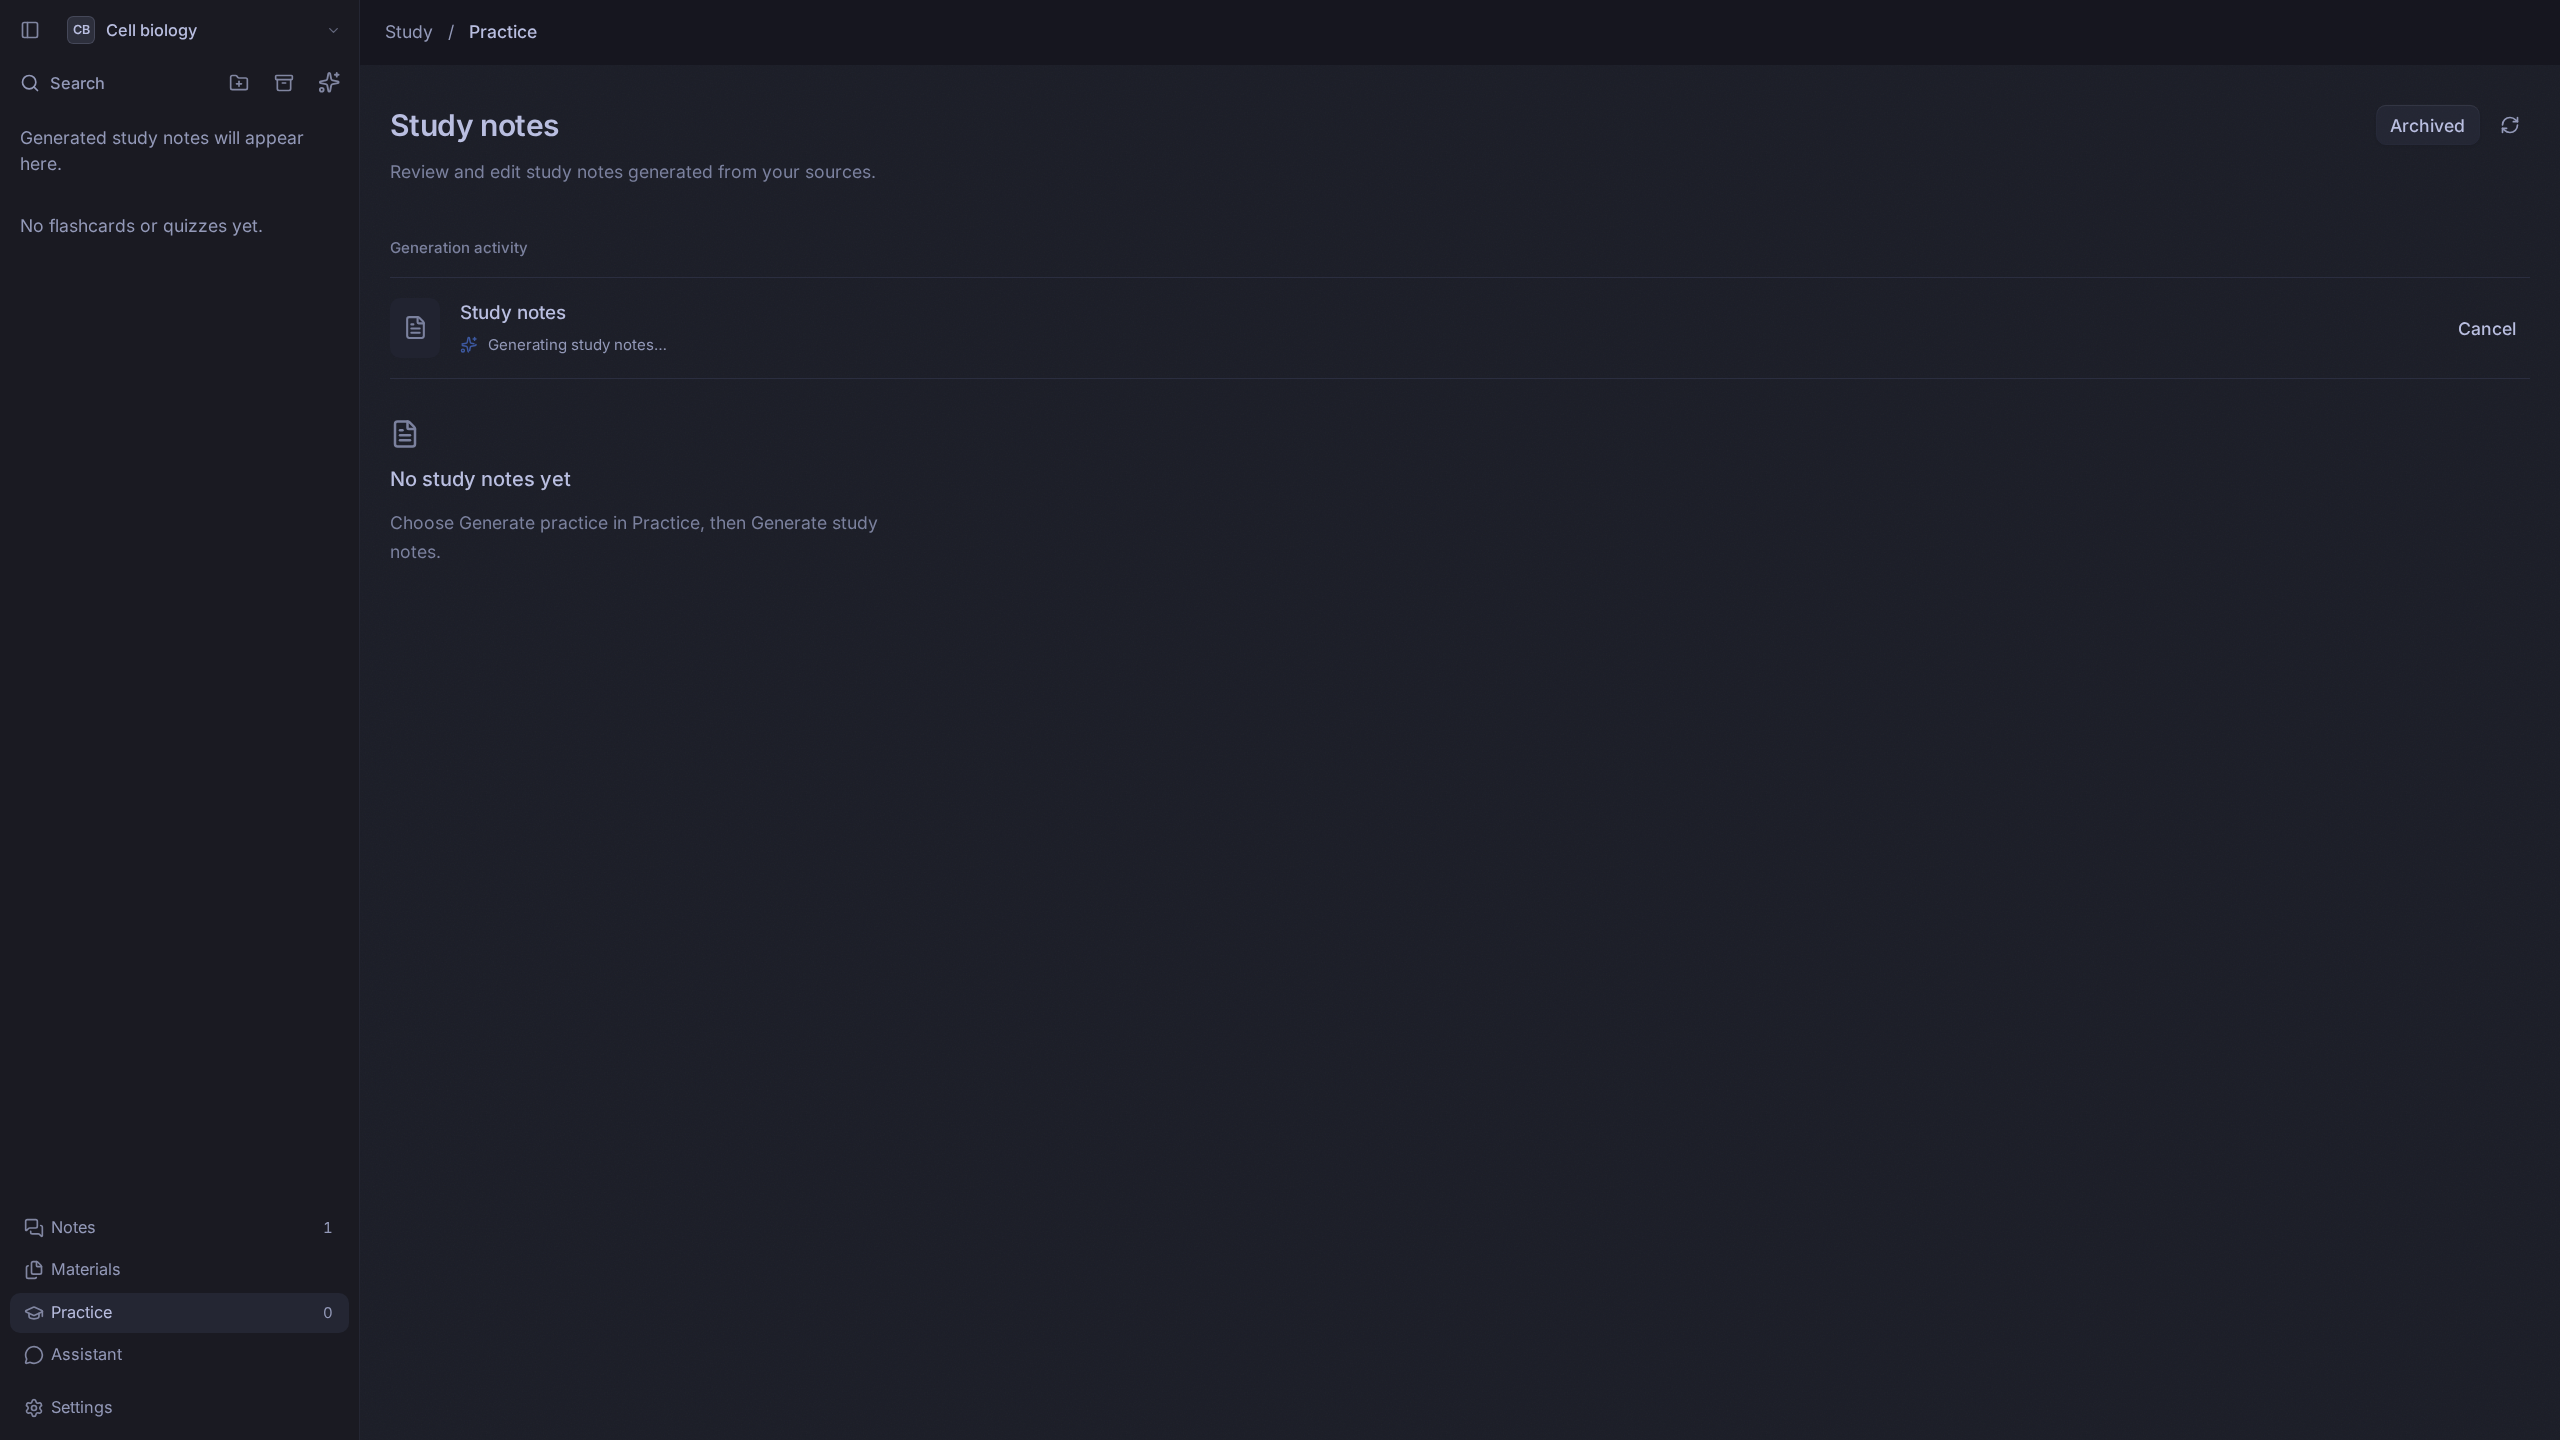 CB Cell biology
Search
Generated study notes will appear
here.
No flashcards or quizzes yet.
Notes 1
Materials
Practice 0
Assistant
Settings
Study / Practice
Study notes
Archived
Review and edit study notes generated from your sources.
Generation activity
Study notes
Generating study notes...
Cancel
No study notes yet
Choose Generate practice in Practice, then Generate study
notes.